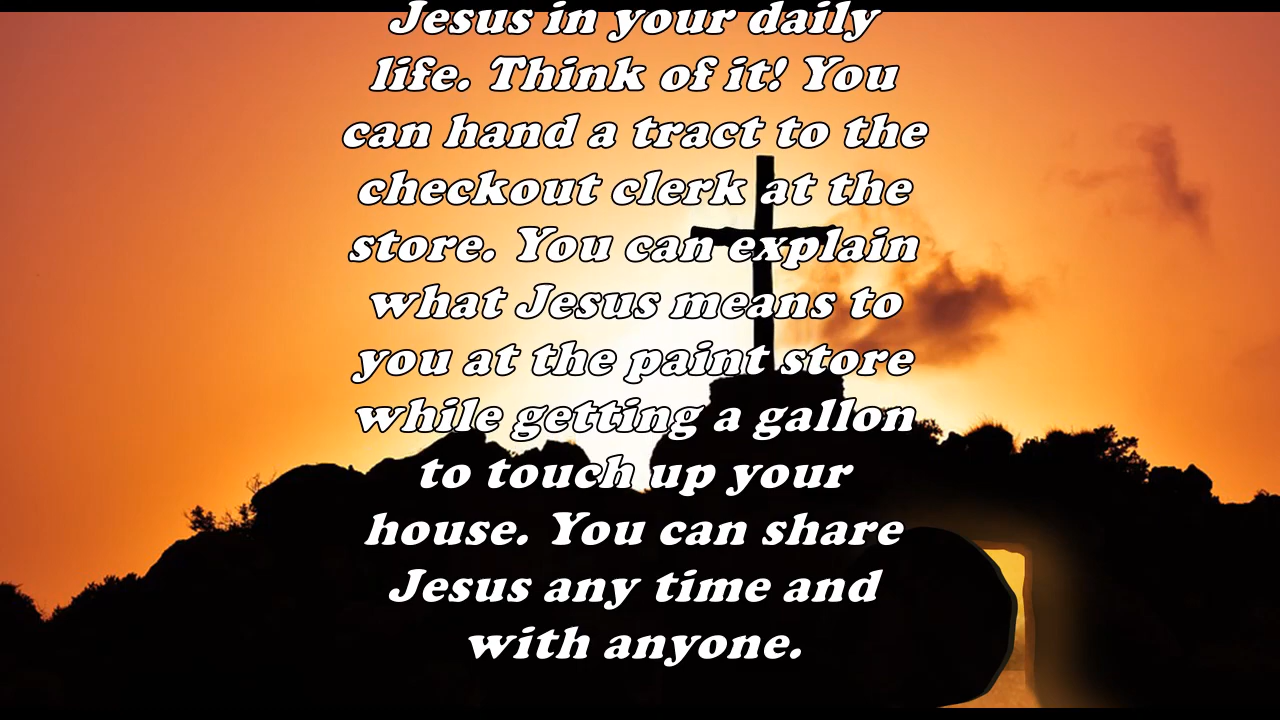 Jesus in your daily
life. Think of it! You
can hand a tract to the
checkout clerk at the
store. You can explain
what Jesus means to
you at the paint store
while getting a gallon
to touch up your
house. You can share
Jesus any time and
with anyone.